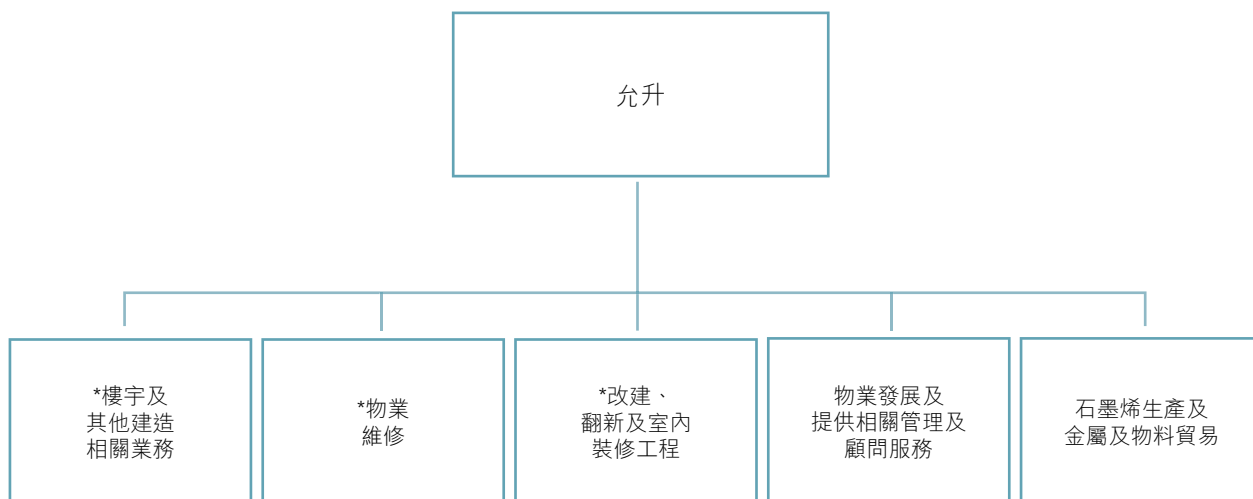 允升
*樓宇及
其他建造
相關業務
*物業
維修
*改建、
翻新及室內
裝修工程
物業發展及
提供相關管理及
顧問服務
石墨烯生產及
金屬及物料貿易